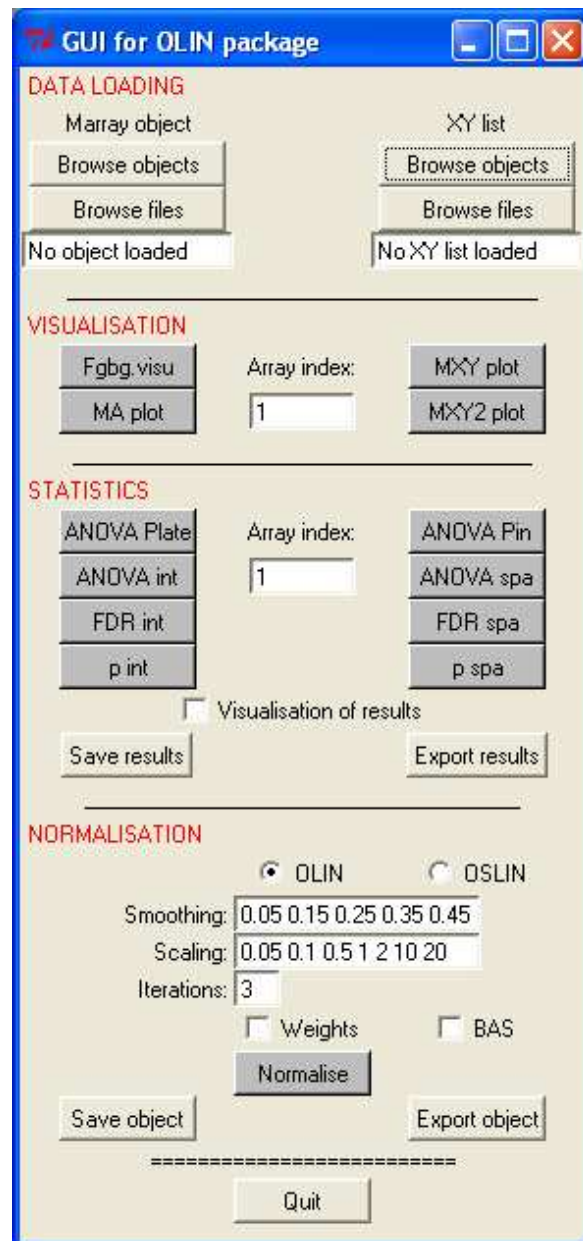 GUI for OLIN package
DATA LOADING
Marray object XY list
Browse objects Browse objects
Browse files Browse files
No object loaded No XY list loaded
VISUALISATION
Fgbg.visu Array index: MXY plot
MA plot 1 MXY2 plot
STATISTICS
ANOVA Plate Array index: ANOVA Pin
ANOVA int 1 ANOVA spa
FDR int FDR spa
p int p spa
Visualisation of results
Save results Export results
NORMALISATION
OLIN OSLIN
Smoothing: 0.05 0.15 0.25 0.35 0.45
Scaling: 0.05 0.1 0.5 1 2 10 20
Iterations: 3
Weights BAS
Normalise
Save object Export object
==========================
Quit